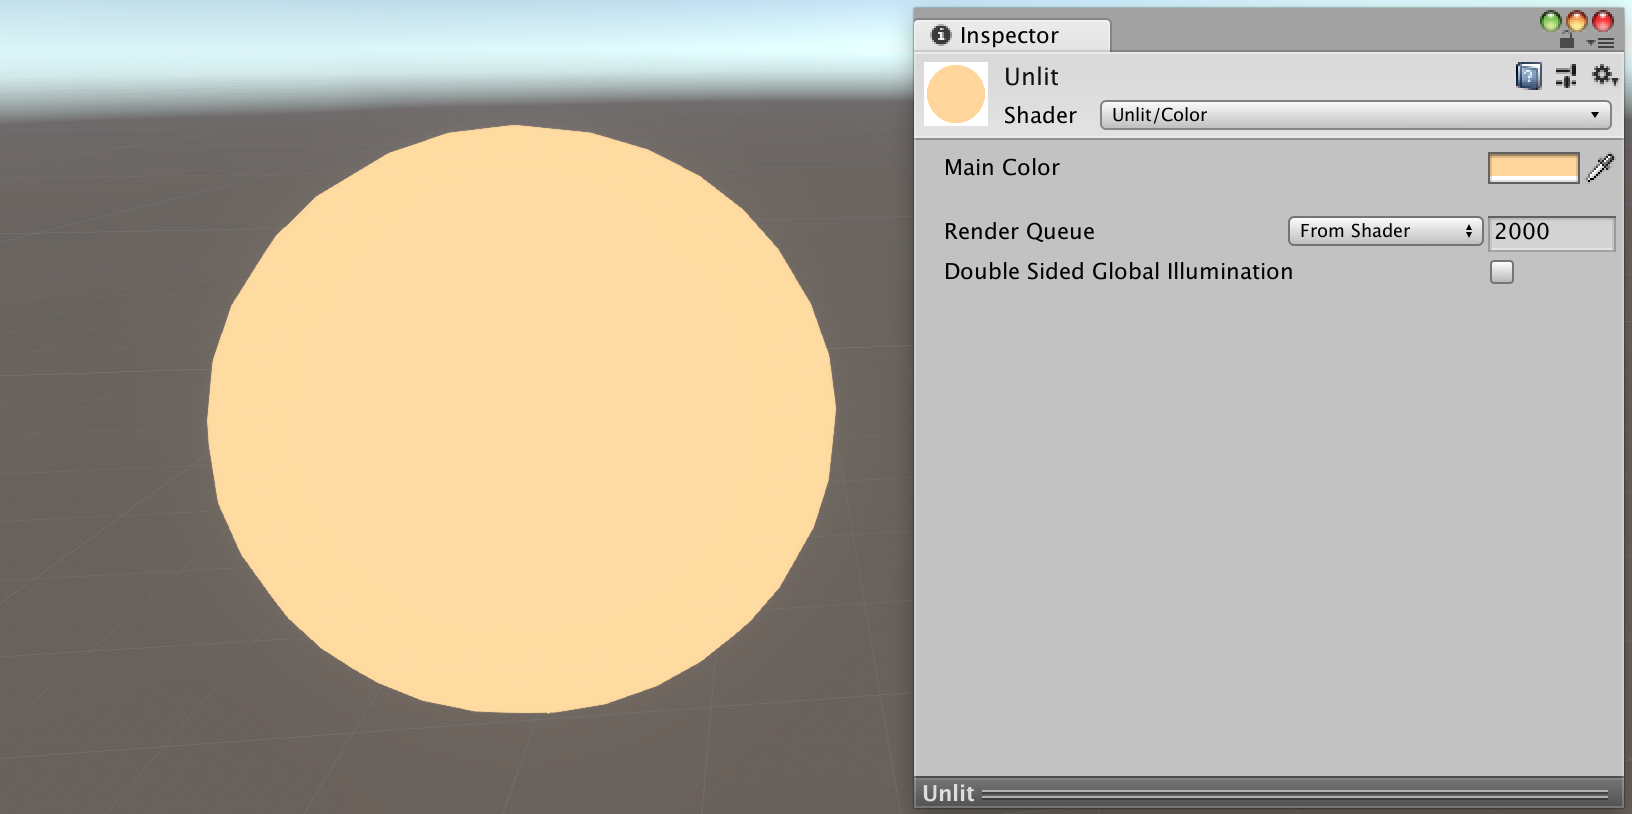 Inspector
Unlit
Shader Unlit/Color
Main Color
Render Queue From Shader 2000
Double Sided Global Illumination
Unlit